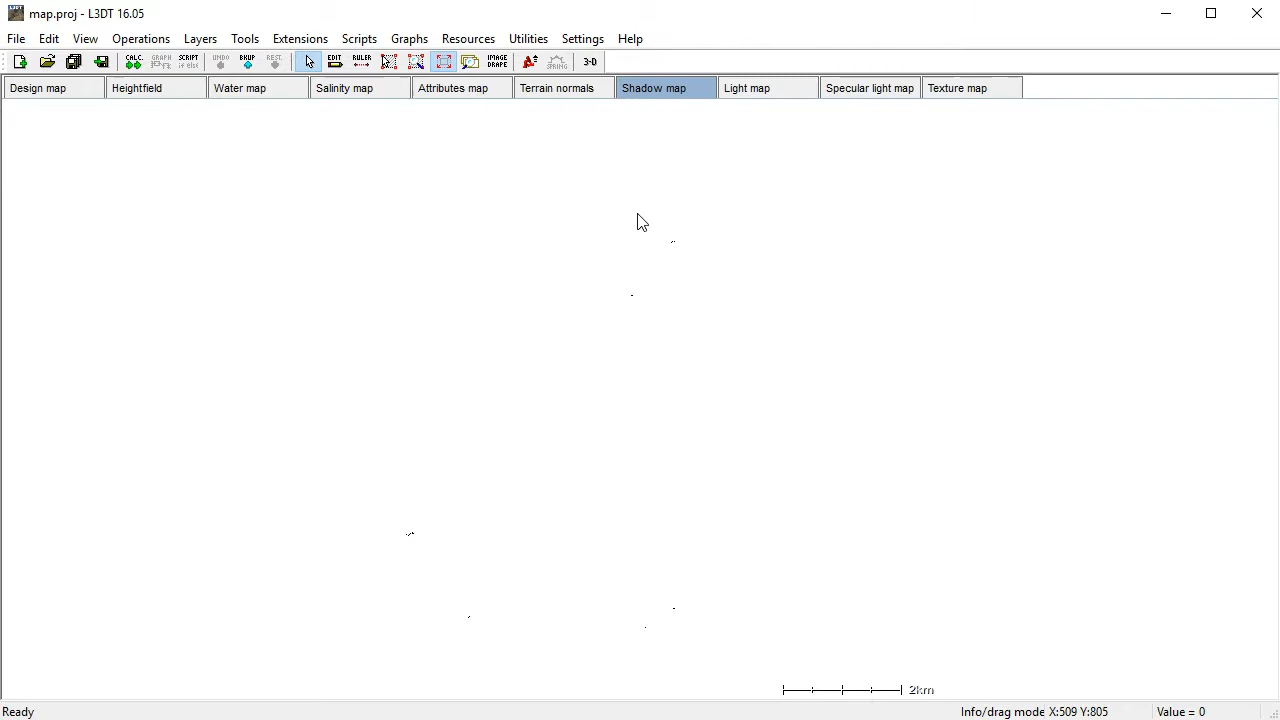 map.proj - L3DT 16.05
File Edit View Operations Layers Tools Extensions Scripts Graphs Resources Utilities Settings Help
CALC. GRAPH SCRIPT if else UNDO BKUP REST. EDIT RULER IMAGE DRAPE SPRING 3-D
Design map Heightfield Water map Salinity map Attributes map Terrain normals Shadow map Light map Specular light map Texture map
2km
Ready Info/drag mode X:509 Y:805 Value = 0